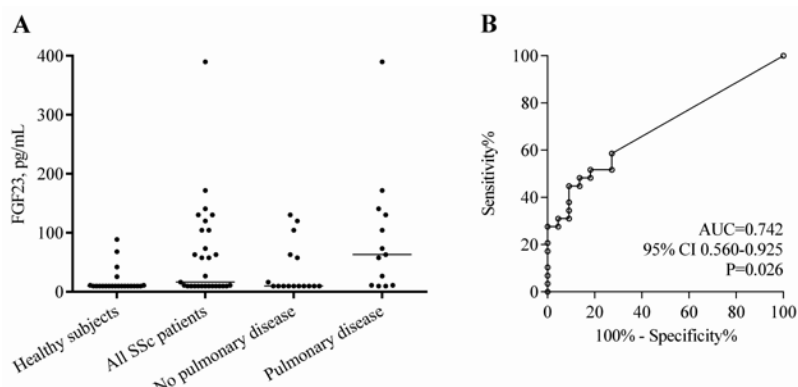 A
FGF23, pg/mL
400
300
200
100
0
Healthy subjects
All SSc patients
No pulmonary disease
Pulmonary disease
B
Sensitivity%
100
80
60
40
20
0
AUC=0.742
95% CI 0.560-0.925
P=0.026
0 20 40 60 80 100
100% - Specificity%